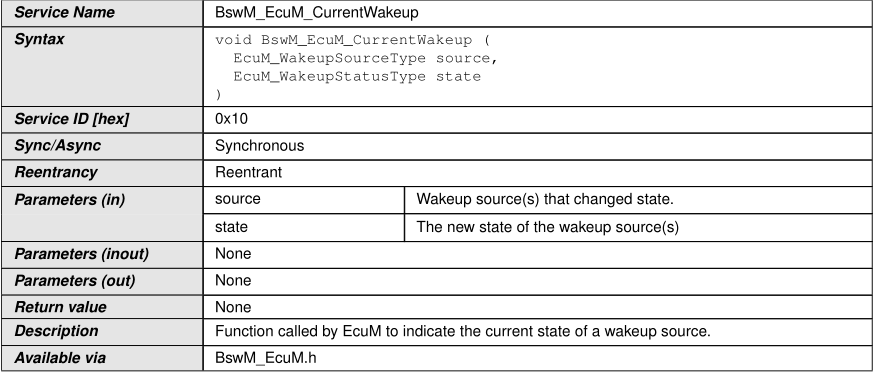 Service Name BswM_EcuM_CurrentWakeup
Syntax void BswM_EcuM_CurrentWakeup (
EcuM_WakeupSourceType source,
EcuM_WakeupStatusType state
)
Service ID [hex] 0x10
Sync/Async Synchronous
Reentrancy Reentrant
Parameters (in) source Wakeup source(s) that changed state.
state The new state of the wakeup source(s)
Parameters (inout) None
Parameters (out) None
Return value None
Description Function called by EcuM to indicate the current state of a wakeup source.
Available via BswM_EcuM.h